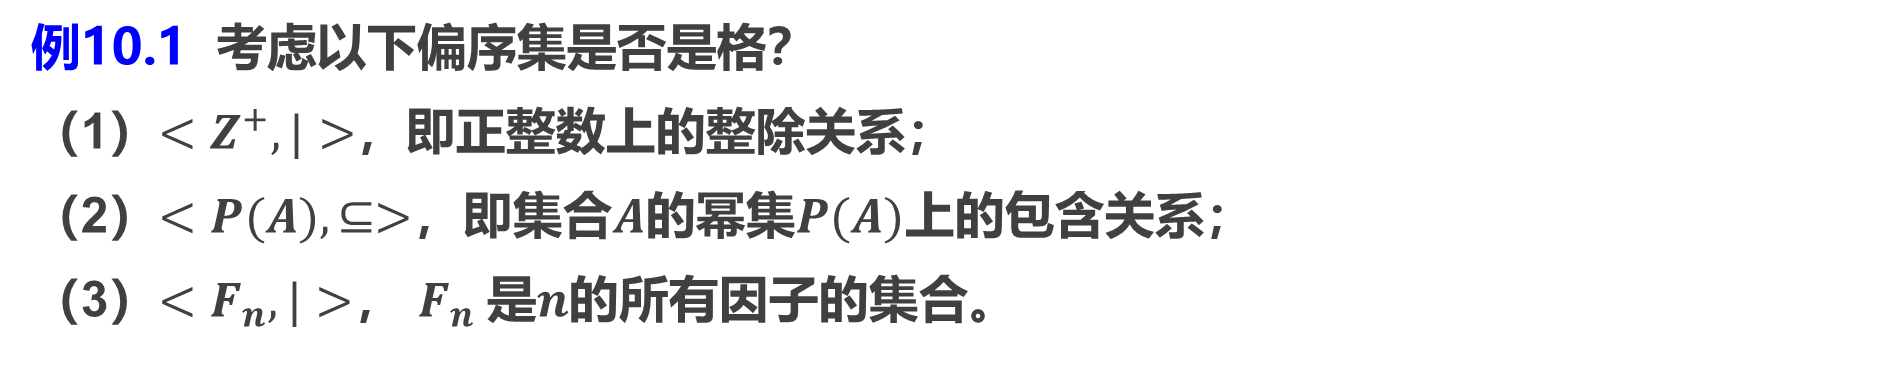 例10.1 考虑以下偏序集是否是格?
（1）< Z⁺,| >，即正整数上的整除关系；
（2）< P(A),⊆>，即集合A的幂集P(A)上的包含关系；
（3）< Fₙ,| >， Fₙ 是n的所有因子的集合。